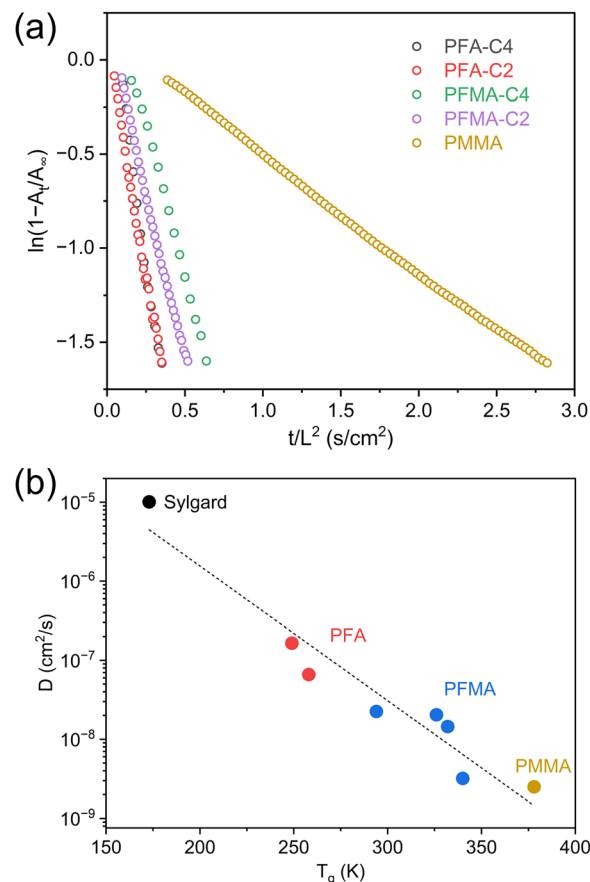 (a)
0.0
−0.5
−1.0
−1.5
ln(1−Aₜ/A∞)
PFA-C4
PFA-C2
PFMA-C4
PFMA-C2
PMMA
0.0 0.5 1.0 1.5 2.0 2.5 3.0
t/L² (s/cm²)
(b)
10⁻⁵
10⁻⁶
10⁻⁷
10⁻⁸
10⁻⁹
D (cm²/s)
Sylgard
PFA
PFMA
PMMA
150 200 250 300 350 400
T_g (K)